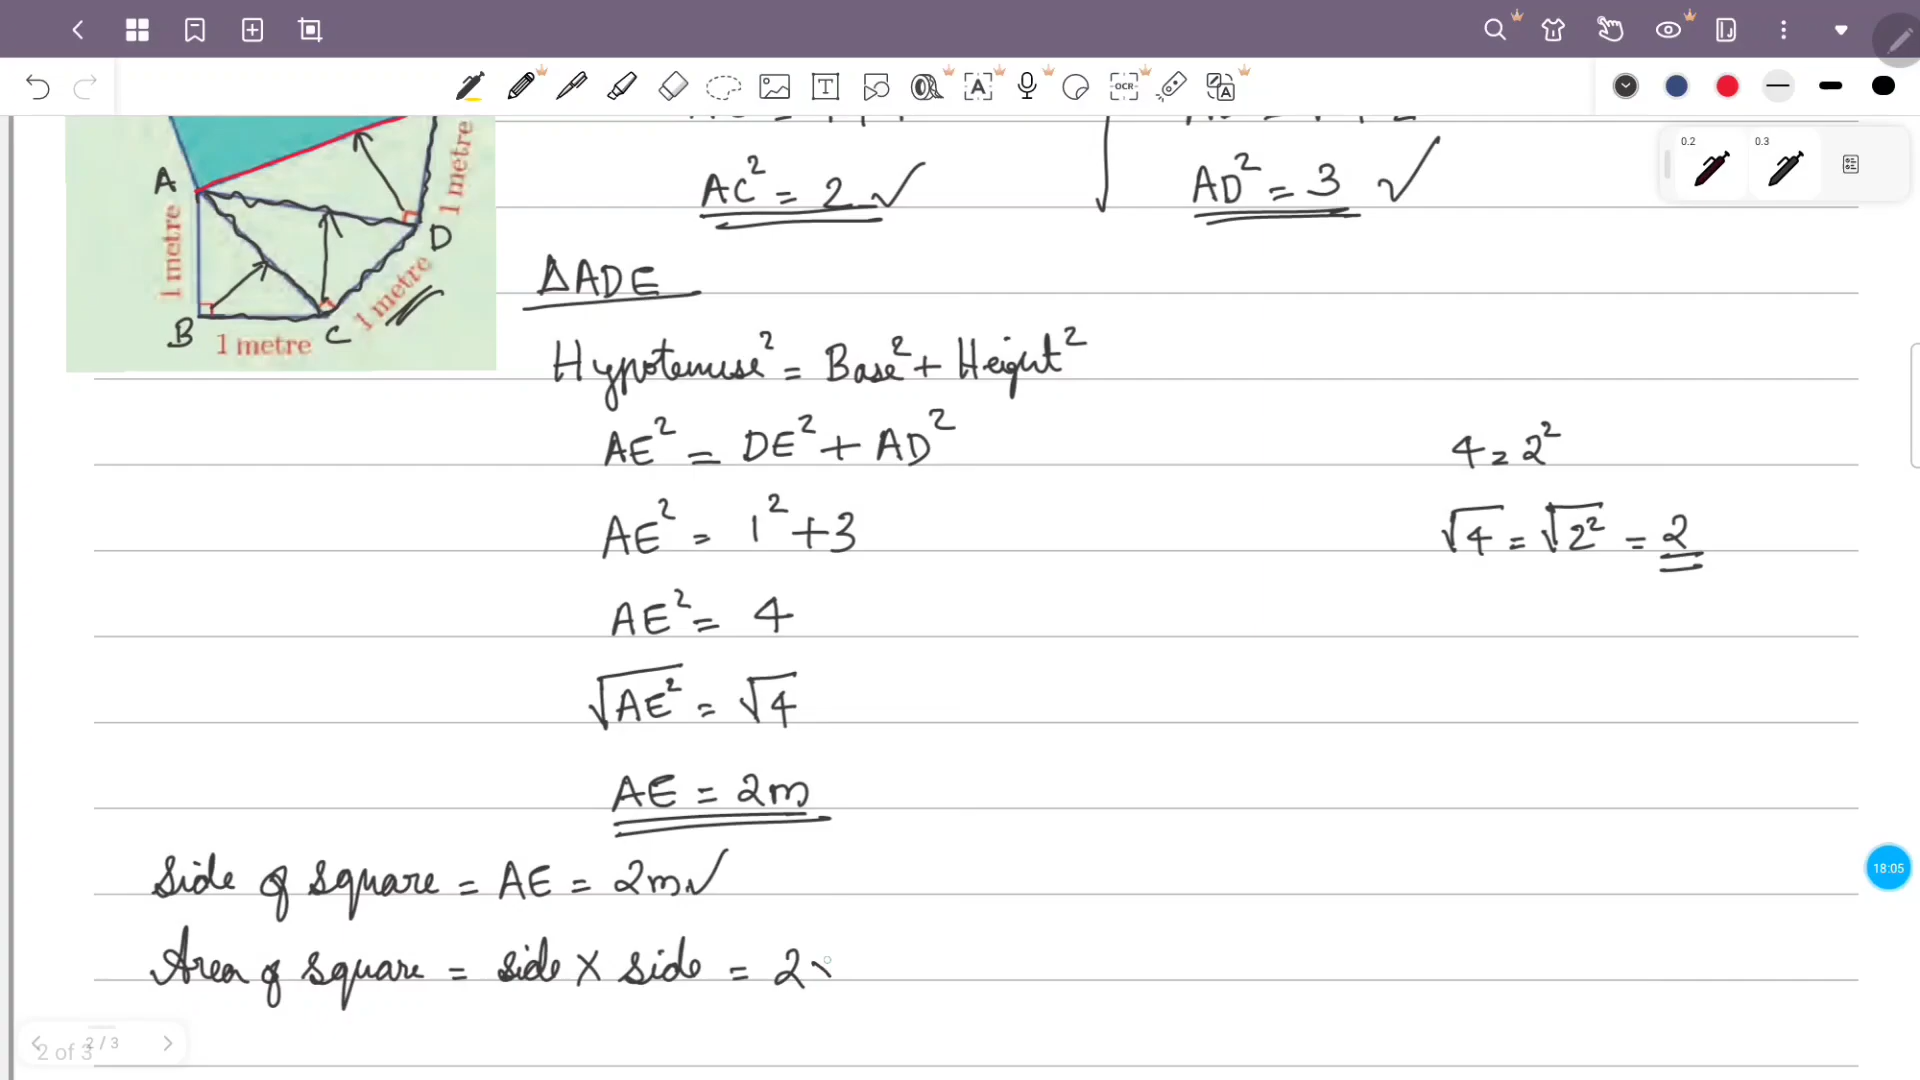 T
A
OCR
A
0.2
0.3
AC² = 2 ✓
AD² = 3 ✓
A
1 metre
1 metre
D
1 metre
B
1 metre
C
ΔADE
Hypotenuse² = Base² + Height²
AE² = DE² + AD²
4 = 2²
AE² = 1² + 3
√4 = √2² = 2
AE² = 4
√AE² = √4
AE = 2m
18:05
Side of square = AE = 2m ✓
Area of square = side × side = 2
2 / 3
2 of 3